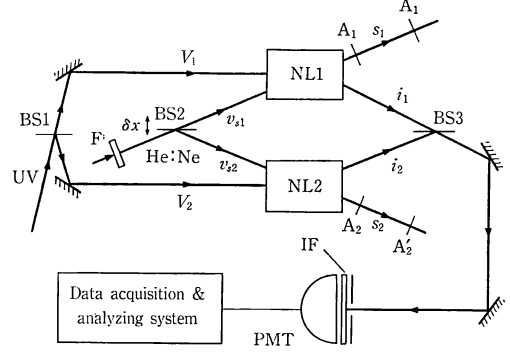 A₁
A₁
s₁
V₁
NL1
i₁
BS1
δx
BS2
vₛ₁
BS3
F
He:Ne
UV
vₛ₂
i₂
NL2
V₂
A₂
s₂
A₂′
IF
Data acquisition &
analyzing system
PMT